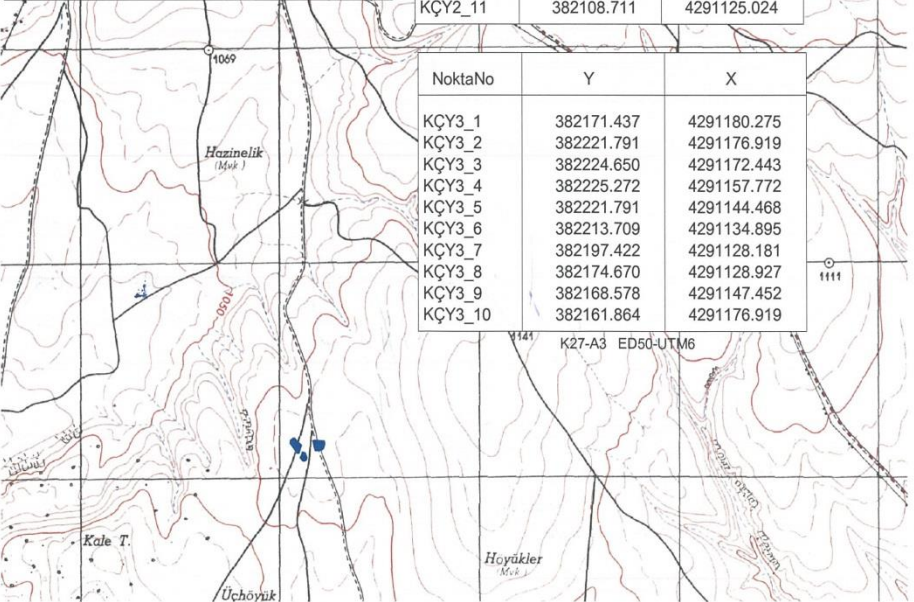 KÇY2_11 382108.711 4291125.024
1069
NoktaNo Y X
KÇY3_1 382171.437 4291180.275
KÇY3_2 382221.791 4291176.919
KÇY3_3 382224.650 4291172.443
KÇY3_4 382225.272 4291157.772
KÇY3_5 382221.791 4291144.468
KÇY3_6 382213.709 4291134.895
KÇY3_7 382197.422 4291128.181
KÇY3_8 382174.670 4291128.927
KÇY3_9 382168.578 4291147.452
KÇY3_10 382161.864 4291176.919
Hazinelik
(Mvk.)
1111
1050
1141
K27-A3 ED50-UTM6
Kale T.
Höyükler
(Mvk.)
Üçhöyük